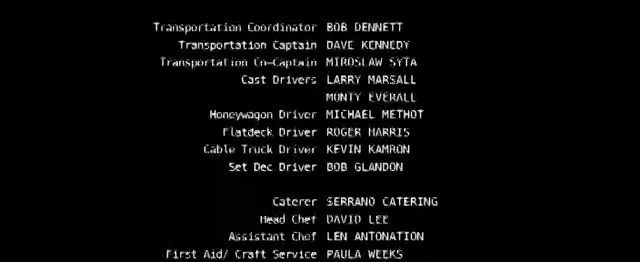 Transportation Coordinator BOB DENNETT
Transportation Captain DAVE KENNEDY
Transportation Co-Captain MIROSLAW SYTA
Cast Drivers LARRY MARSALL
MONTY EVERALL
Honeywagon Driver MICHAEL METHOT
Flatdeck Driver ROGER HARRIS
Cable Truck Driver KEVIN KAMRON
Set Dec Driver BOB GLANDON
Caterer SERRANO CATERING
Head Chef DAVID LEE
Assistant Chef LEN ANTONATION
First Aid/ Craft Service PAULA WEEKS